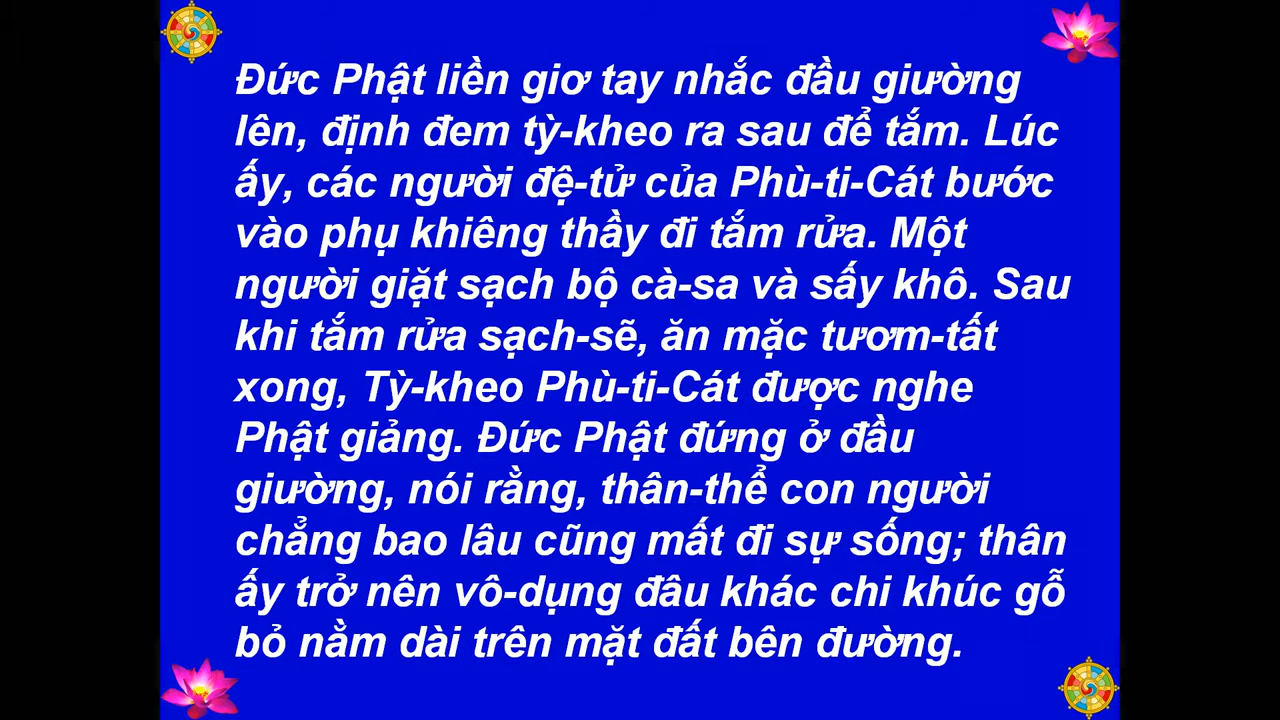 Đức Phật liền giơ tay nhắc đầu giường
lên, định đem tỳ-kheo ra sau để tắm. Lúc
ấy, các người đệ-tử của Phù-ti-Cát bước
vào phụ khiêng thầy đi tắm rửa. Một
người giặt sạch bộ cà-sa và sấy khô. Sau
khi tắm rửa sạch-sẽ, ăn mặc tươm-tất
xong, Tỳ-kheo Phù-ti-Cát được nghe
Phật giảng. Đức Phật đứng ở đầu
giường, nói rằng, thân-thể con người
chẳng bao lâu cũng mất đi sự sống; thân
ấy trở nên vô-dụng đâu khác chi khúc gỗ
bỏ nằm dài trên mặt đất bên đường.